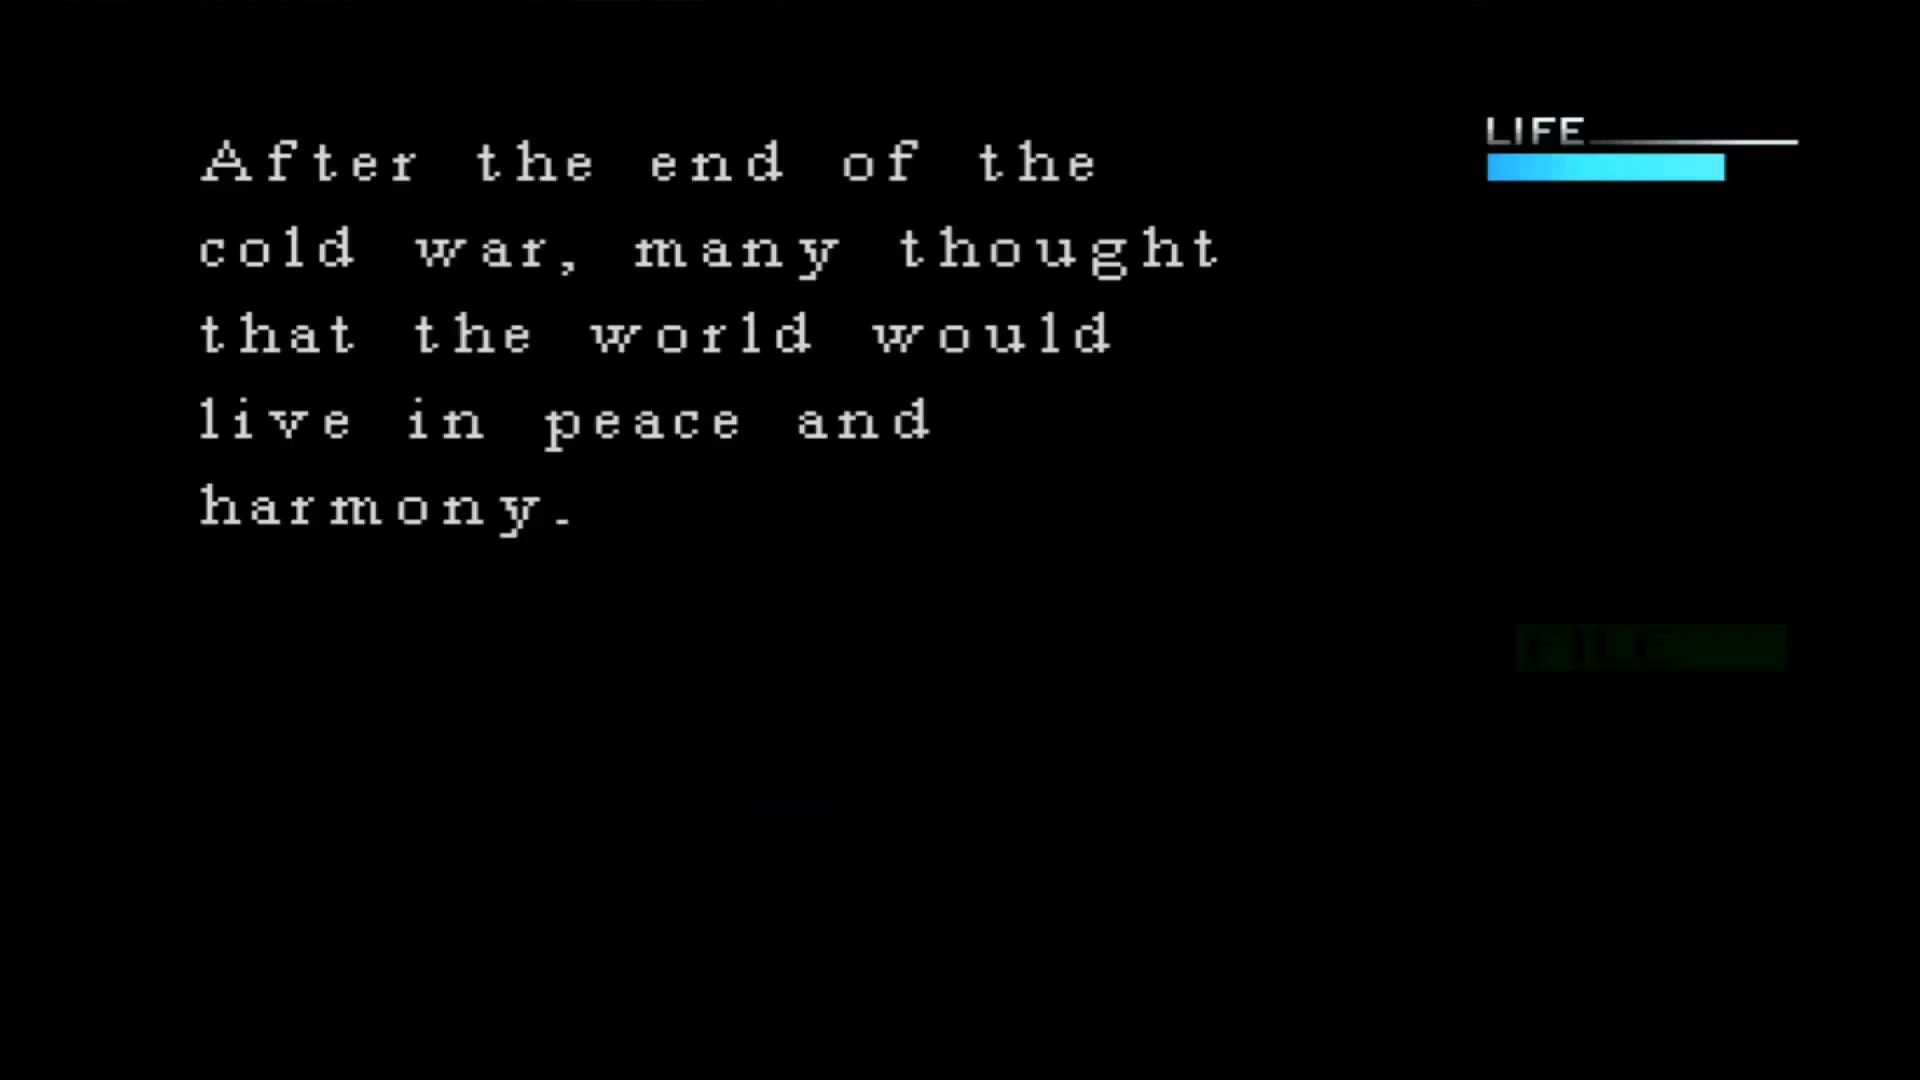 After the end of the
cold war, many thought
that the world would
live in peace and
harmony.
LIFE
FILE